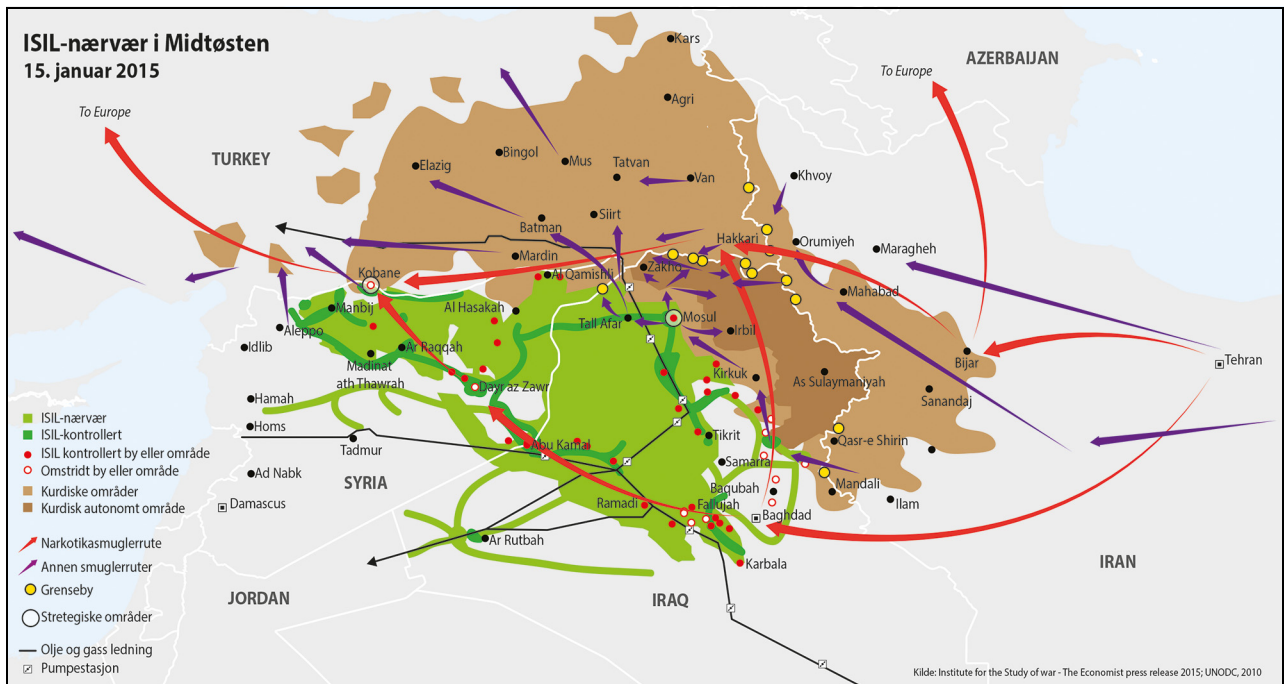 ISIL-nærvær i Midtøsten
15. januar 2015
To Europe
To Europe
AZERBAIJAN
TURKEY
Kars
Agri
Bingol
Elazig
Mus
Tatvan
Van
Khvoy
Siirt
Batman
Hakkari
Orumiyeh
Maragheh
Mardin
Zakho
Kobane
Al Qamishli
Mahabad
Manbij
Al Hasakah
Tall Afar
Mosul
Irbil
Aleppo
Idlib
Ar Raqqah
Madinat
ath Thawrah
Kirkuk
As Sulaymaniyah
Bijar
Tehran
Dayr az Zawr
Sanandaj
Hamah
Homs
Tadmur
Abu Kamal
Tikrit
Qasr-e Shirin
Samarra
Ad Nabk
SYRIA
Baqubah
Mandali
Ilam
Damascus
Ramadi
Fallujah
Baghdad
Ar Rutbah
Karbala
IRAN
JORDAN
IRAQ
ISIL-nærvær
ISIL-kontrollert
ISIL kontrollert by eller område
Omstridt by eller område
Kurdiske områder
Kurdisk autonomt område
Narkotikasmuglerrute
Annen smuglerruter
Grenseby
Stretegiske områder
Olje og gass ledning
Pumpestasjon
Kilde: Institute for the Study of war - The Economist press release 2015; UNODC, 2010